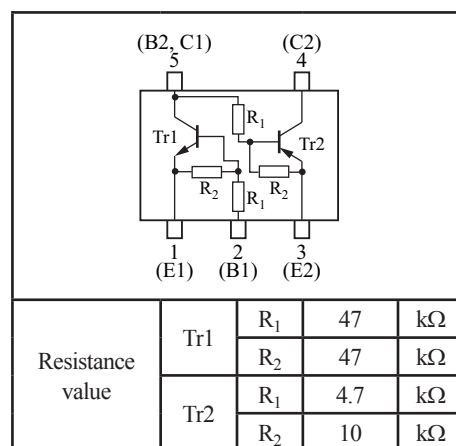 (B2, C1) (C2)
5 4
R₁
Tr1 Tr2
R₂ R₂
R₁
1 2 3
(E1) (B1) (E2)
Resistance value Tr1 R₁ 47 kΩ
R₂ 47 kΩ
Tr2 R₁ 4.7 kΩ
R₂ 10 kΩ